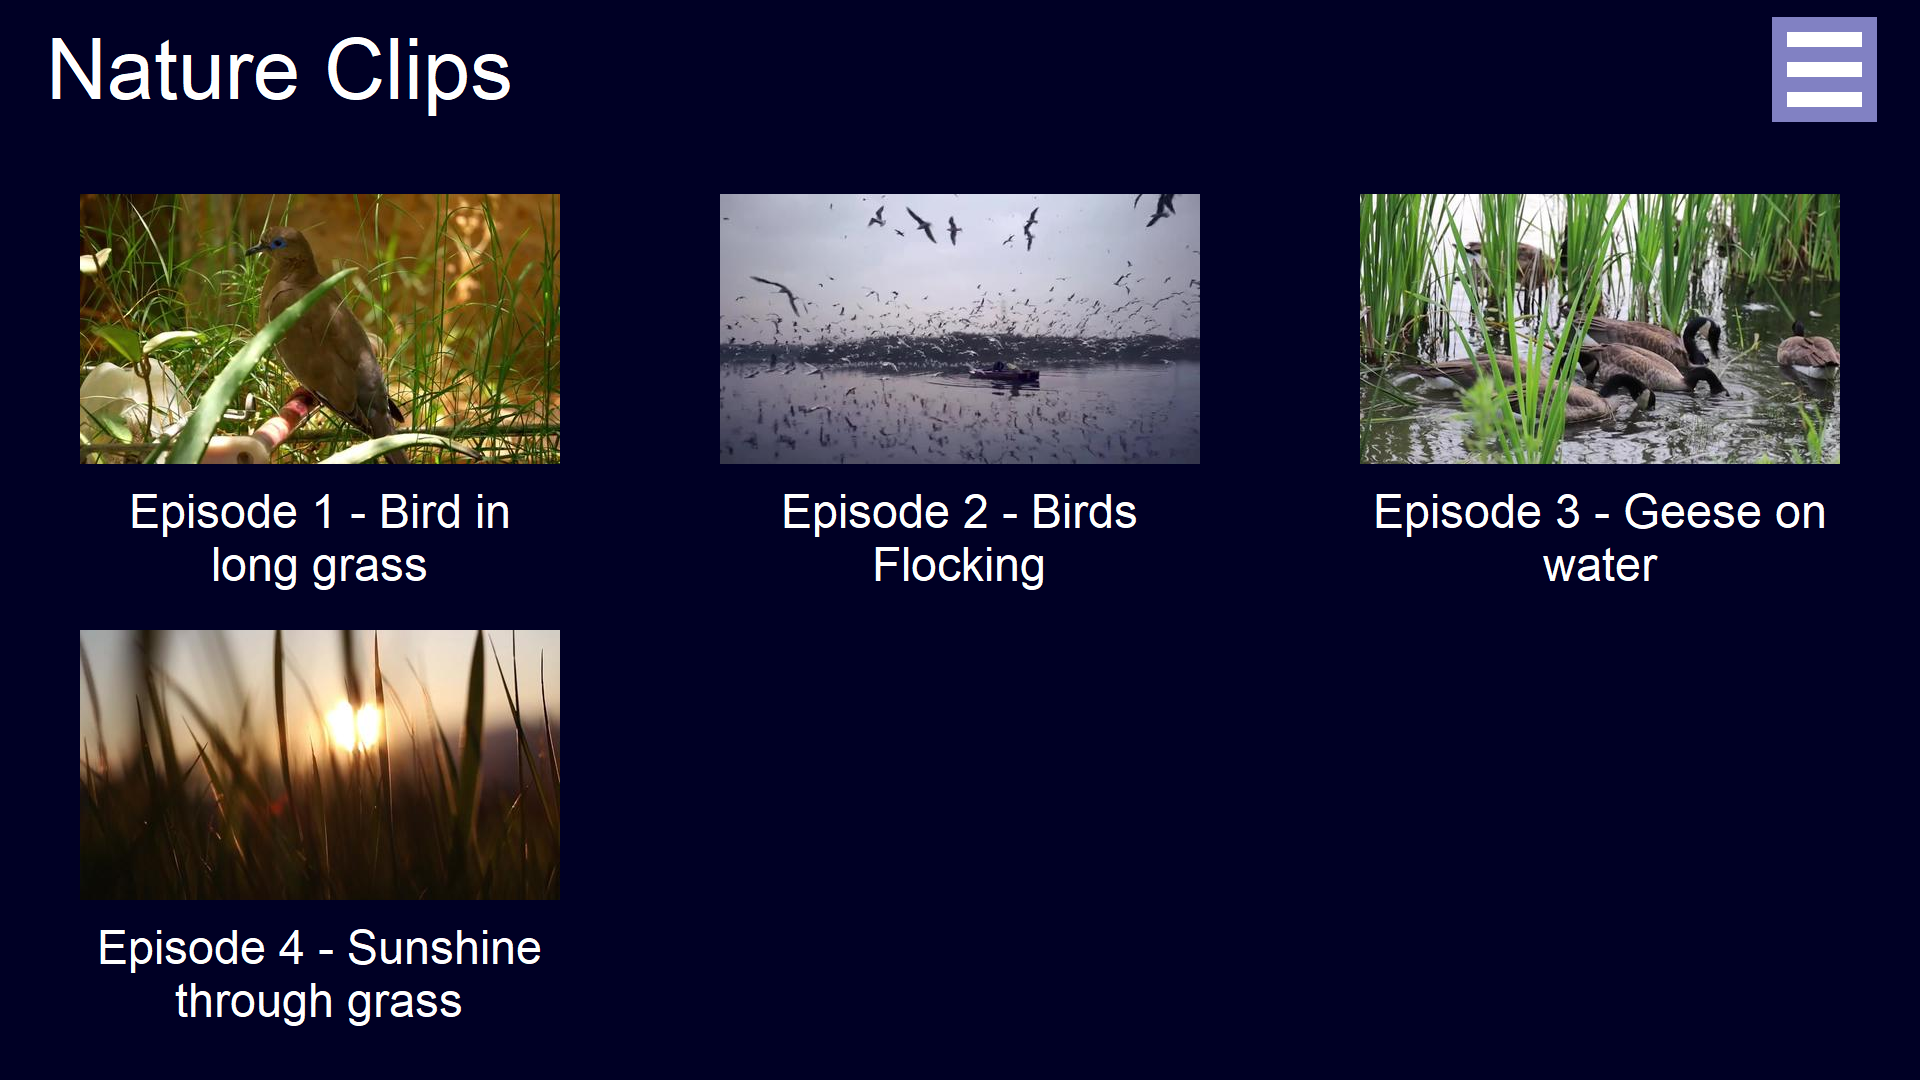 Nature Clips
Episode 1 - Bird in
long grass
Episode 2 - Birds
Flocking
Episode 3 - Geese on
water
Episode 4 - Sunshine
through grass